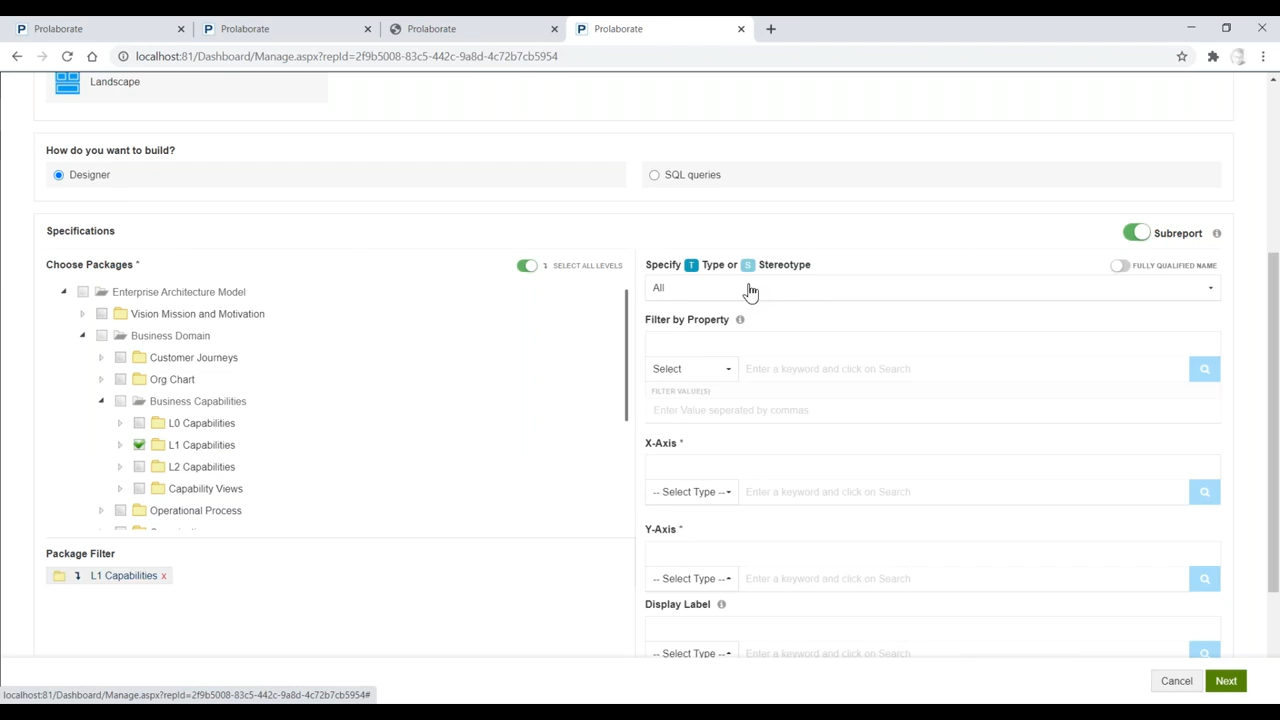 Prolaborate
Prolaborate
Prolaborate
Prolaborate
localhost:81/Dashboard/Manage.aspx?repId=2f9b5008-83c5-442c-9a8d-4c72b7cb5954
Landscape
How do you want to build?
Designer
SQL queries
Specifications
Subreport
Choose Packages *
SELECT ALL LEVELS
Specify T Type or S Stereotype
FULLY QUALIFIED NAME
Enterprise Architecture Model
All
Vision Mission and Motivation
Filter by Property
Business Domain
Customer Journeys
Select
Enter a keyword and click on Search
Org Chart
FILTER VALUE(S)
Business Capabilities
Enter Value seperated by commas
L0 Capabilities
L1 Capabilities
X-Axis *
L2 Capabilities
Capability Views
-- Select Type --
Enter a keyword and click on Search
Operational Process
Y-Axis *
Package Filter
L1 Capabilities x
-- Select Type --
Enter a keyword and click on Search
Display Label
-- Select Type --
Enter a keyword and click on Search
Cancel
Next
localhost:81/Dashboard/Manage.aspx?repId=2f9b5008-83c5-442c-9a8d-4c72b7cb5954#